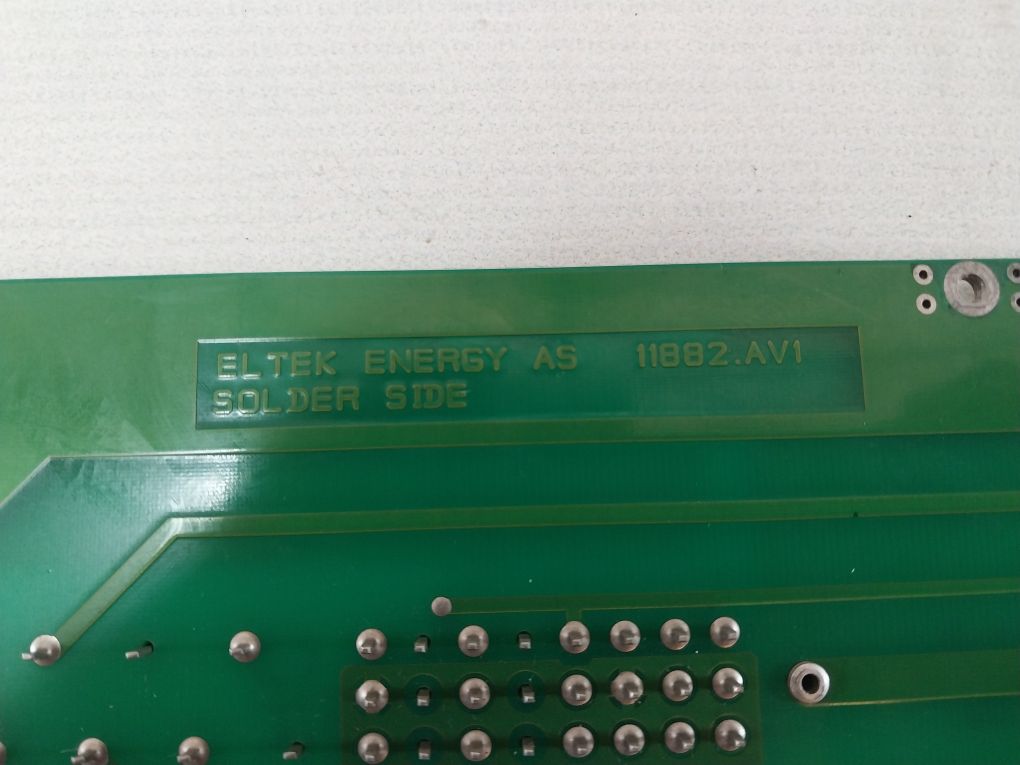 ELTEK ENERGY AS 11882.AV1
SOLDER SIDE